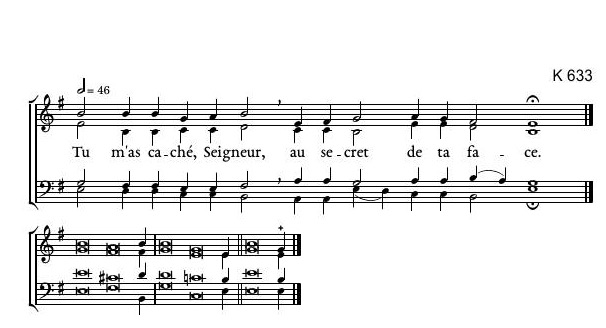 K 633
= 46
Tu m'as ca-ché, Seigneur, au se-cret de ta fa-ce.